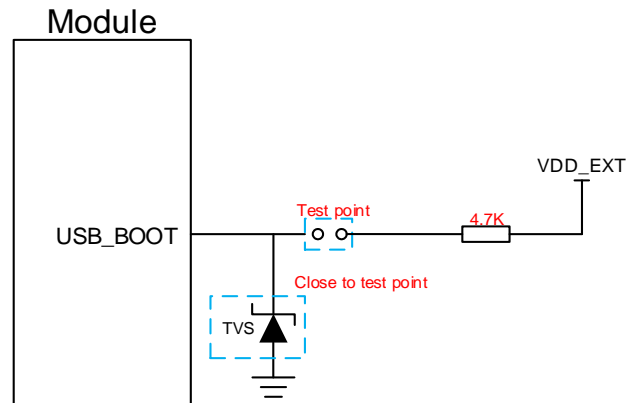 Module
VDD_EXT
Test point
4.7K
USB_BOOT
Close to test point
TVS